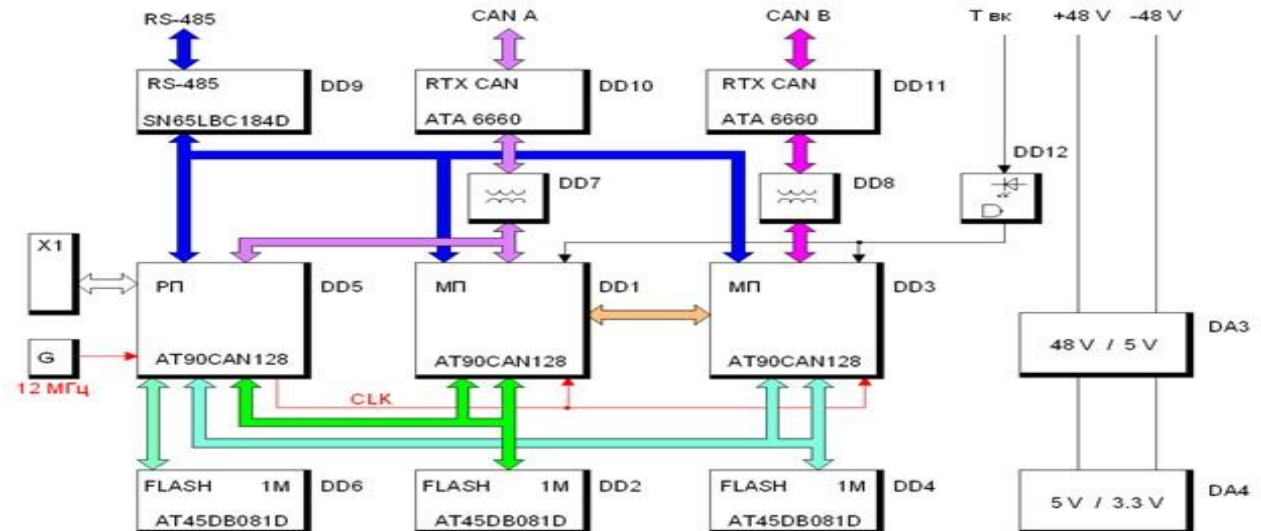 RS-485
CAN A
CAN B
Т вк
+48 V
-48 V
RS-485
SN65LBC184D
DD9
RTX CAN
ATA 6660
DD10
RTX CAN
ATA 6660
DD11
DD12
DD7
DD8
X1
РП
AT90CAN128
DD5
МП
AT90CAN128
DD1
МП
AT90CAN128
DD3
G
12 МГц
CLK
48 V / 5 V
DA3
FLASH 1M
AT45DB081D
DD6
FLASH 1M
AT45DB081D
DD2
FLASH 1M
AT45DB081D
DD4
5 V / 3.3 V
DA4